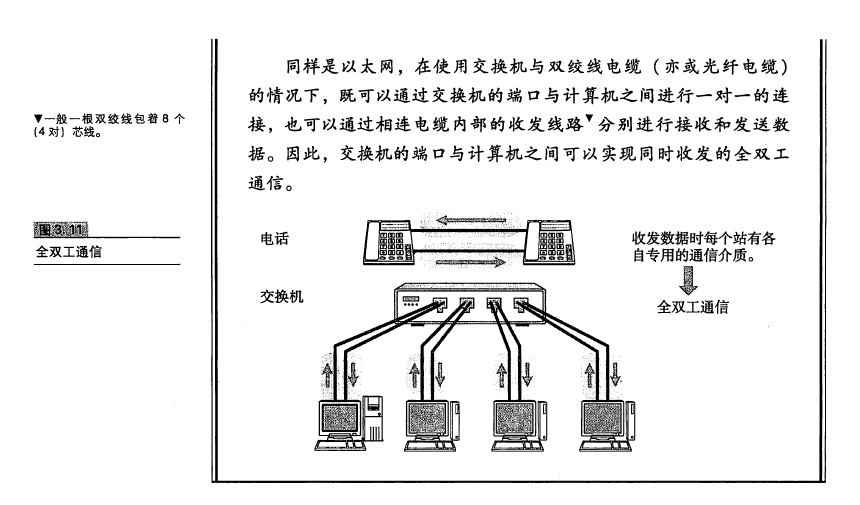 同样是以太网，在使用交换机与双绞线电缆（亦或光纤电缆）
的情况下，既可以通过交换机的端口与计算机之间进行一对一的连
接，也可以通过相连电缆内部的收发线路▼分别进行接收和发送数
据。因此，交换机的端口与计算机之间可以实现同时收发的全双工
通信。
▼一般一根双绞线包着8个
(4对) 芯线。
图3.11
全双工通信
电话
收发数据时每个站有各
自专用的通信介质。
全双工通信
交换机